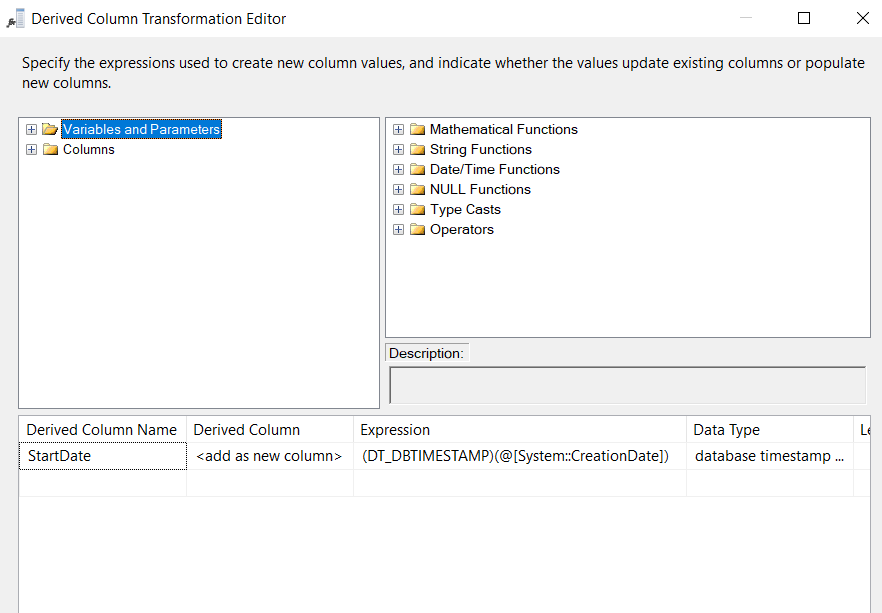 Derived Column Transformation Editor
Specify the expressions used to create new column values, and indicate whether the values update existing columns or populate
new columns.
Variables and Parameters
Columns
Mathematical Functions
String Functions
Date/Time Functions
NULL Functions
Type Casts
Operators
Description:
Derived Column Name Derived Column Expression Data Type Le
StartDate <add as new column> (DT_DBTIMESTAMP)(@[System::CreationDate]) database timestamp ...